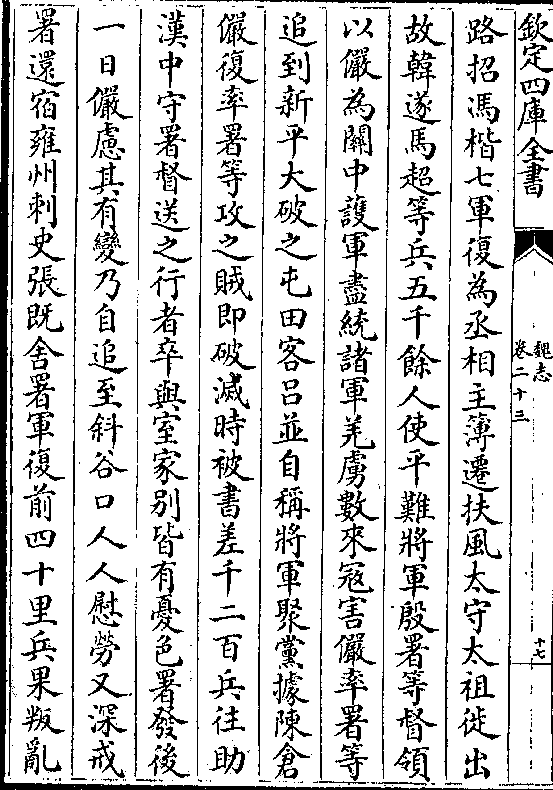 欽定四庫全書
魏志
卷二十三
十七
路招馮楷七軍復為丞相主簿遷扶風太守太祖徙出
故韓遂馬超等兵五千餘人使平難將軍殷署等督領
以儼為關中護軍盡統諸軍羌虜數來冦害儼率署等
追到新平大破之屯田客吕並自稱將軍聚黨據陳倉
儼復率署等攻之賊即破滅時被書差千二百兵往助
漢中守署督送之行者卒與室家别皆有憂色署發後
一日儼慮其有變乃自追至斜谷口人人慰勞又深戒
署還宿雍州刺史張既舍署軍復前四十里兵果叛亂